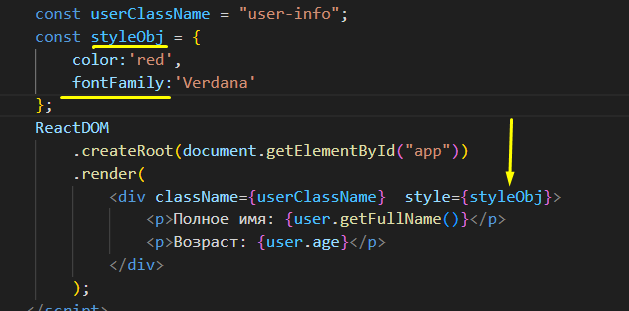 const userClassName = "user-info";
const styleObj = {
color:'red',
fontFamily:'Verdana'
};
ReactDOM
.createRoot(document.getElementById("app"))
.render(
<div className={userClassName}  style={styleObj}>
<p>Полное имя: {user.getFullName()}</p>
<p>Возраст: {user.age}</p>
</div>
);
</script>